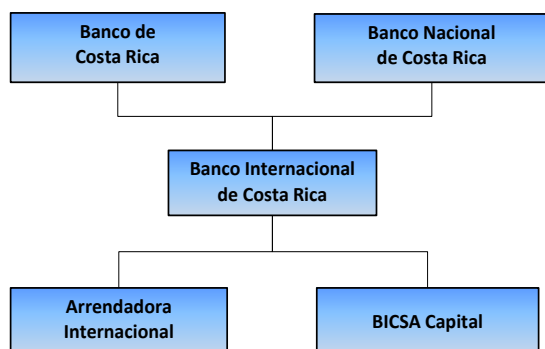 Banco de
Costa Rica
Banco Nacional
de Costa Rica
Banco Internacional
de Costa Rica
Arrendadora
Internacional
BICSA Capital